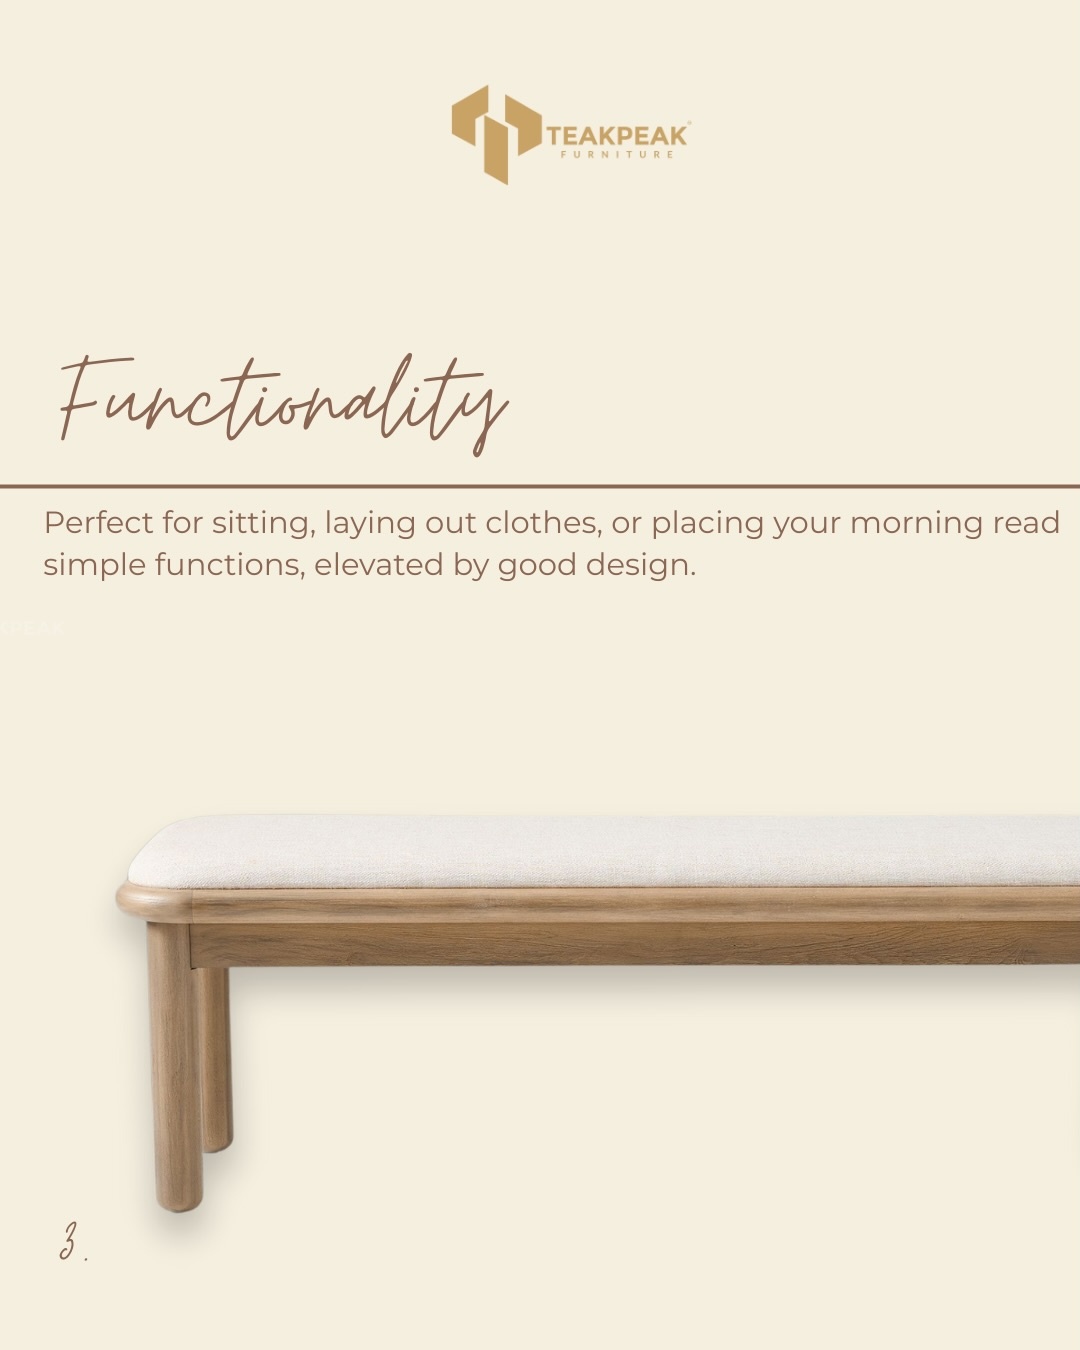 TEAKPEAK
FURNITURE
Functionality
Perfect for sitting, laying out clothes, or placing your morning read
simple functions, elevated by good design.
KPEAK
3.